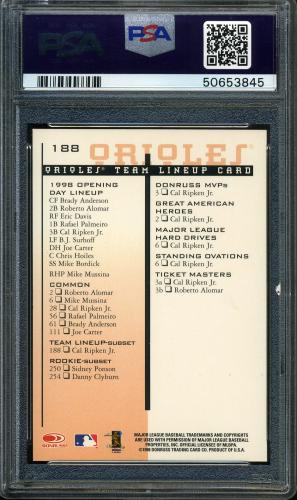 PSA
PSA
PSA
50653845
188
ORIOLES
ORIOLES TEAM LINEUP CARD
1998 OPENING
DAY LINEUP
CF Brady Anderson
2B Roberto Alomar
RF Eric Davis
1B Rafael Palmeiro
3B Cal Ripken Jr.
LF B.J. Surhoff
DH Joe Carter
C Chris Hoiles
SS Mike Bordick
RHP Mike Mussina
COMMON
2 ❑ Roberto Alomar
6 ❑ Mike Mussina
28 ❑ Cal Ripken Jr.
56 ❑ Rafael Palmeiro
61 ❑ Brady Anderson
111 ❑ Joe Carter
TEAM LINEUP-SUBSET
188 ❑ Cal Ripken Jr.
ROOKIE-SUBSET
250 ❑ Sidney Ponson
254 ❑ Danny Clyburn
DONRUSS MVPs
3 ❑ Cal Ripken Jr.
GREAT AMERICAN
HEROES
2 ❑ Cal Ripken Jr.
MAJOR LEAGUE
HARD DRIVES
6 ❑ Cal Ripken Jr.
STANDING OVATIONS
6 ❑ Cal Ripken Jr.
TICKET MASTERS
3a ❑ Cal Ripken Jr.
3b ❑ Roberto Alomar
MAJOR LEAGUE BASEBALL TRADEMARKS AND COPYRIGHTS
ARE USED WITH PERMISSION OF MAJOR LEAGUE BASEBALL
PROPERTIES, INC. OFFICIAL LICENSEE OF MLBPA.
©1998 DONRUSS TRADING CARD CO. PRODUCT OF U.S.A.